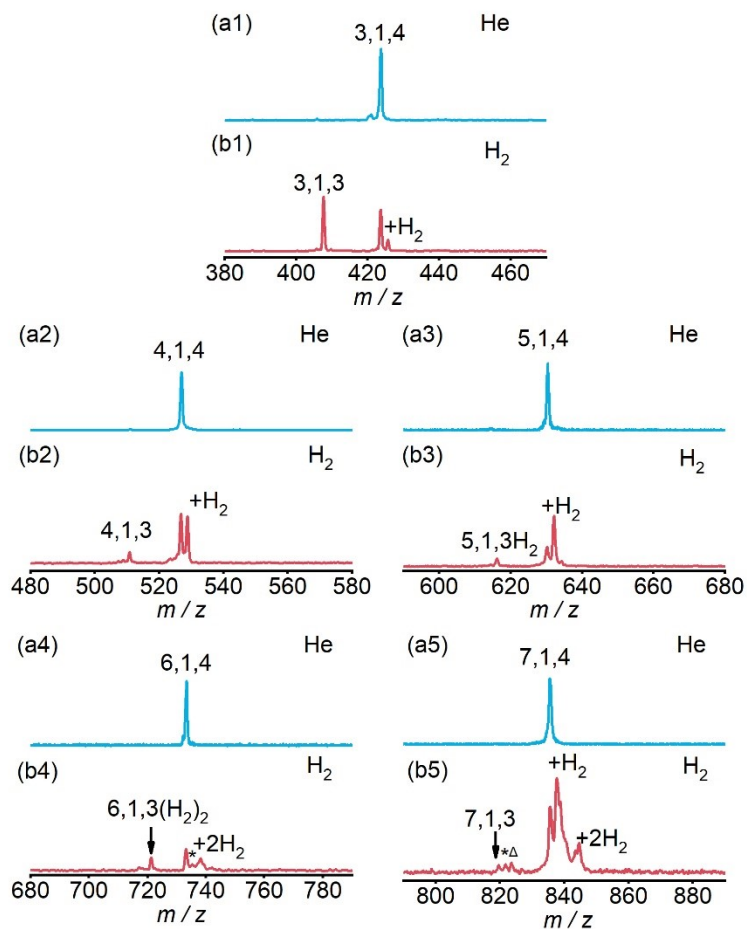 (a1) 3,1,4 He
(b1) H₂
3,1,3
+H₂
380 400 420 440 460
m / z
(a2) He (a3) He
4,1,4 5,1,4
(b2) H₂ (b3) H₂
+H₂ +H₂
4,1,3 5,1,3H₂
480 500 520 540 560 580 600 620 640 660 680
m / z m / z
(a4) He (a5) He
6,1,4 7,1,4
(b4) H₂ (b5) +H₂ H₂
6,1,3(H₂)₂ 7,1,3
*+2H₂ *Δ +2H₂
680 700 720 740 760 780 800 820 840 860 880
m / z m / z